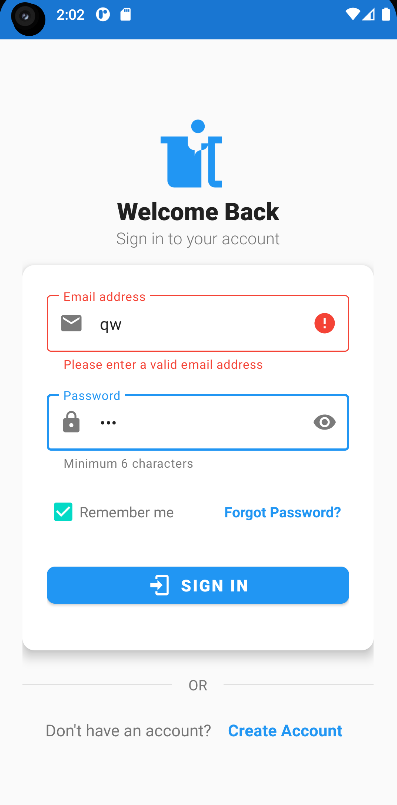 2:02
Welcome Back
Sign in to your account
Email address
qw
Please enter a valid email address
Password
•••
Minimum 6 characters
Remember me Forgot Password?
SIGN IN
OR
Don't have an account? Create Account